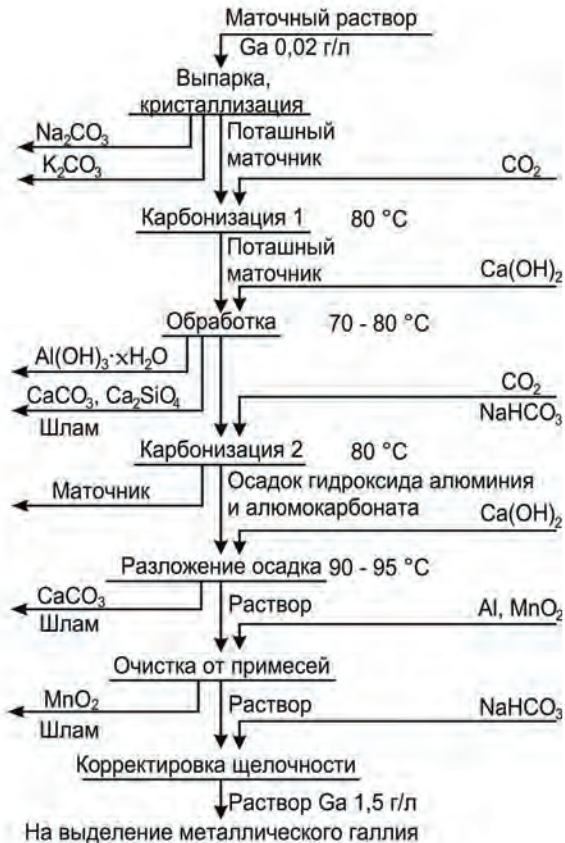 Маточный раствор
Ga 0,02 г/л
Выпарка,
кристаллизация
Na₂CO₃
Поташный
маточник
K₂CO₃
CO₂
Карбонизация 1 80 °C
Поташный
маточник
Ca(OH)₂
Обработка 70 - 80 °C
Al(OH)₃·xH₂O
CaCO₃, Ca₂SiO₄
Шлам
CO₂
NaHCO₃
Карбонизация 2 80 °C
Маточник
Осадок гидроксида алюминия
и алюмокарбоната
Ca(OH)₂
Разложение осадка 90 - 95 °C
CaCO₃
Шлам
Раствор
Al, MnO₂
Очистка от примесей
MnO₂
Шлам
Раствор
NaHCO₃
Корректировка щелочности
Раствор Ga 1,5 г/л
На выделение металлического галлия